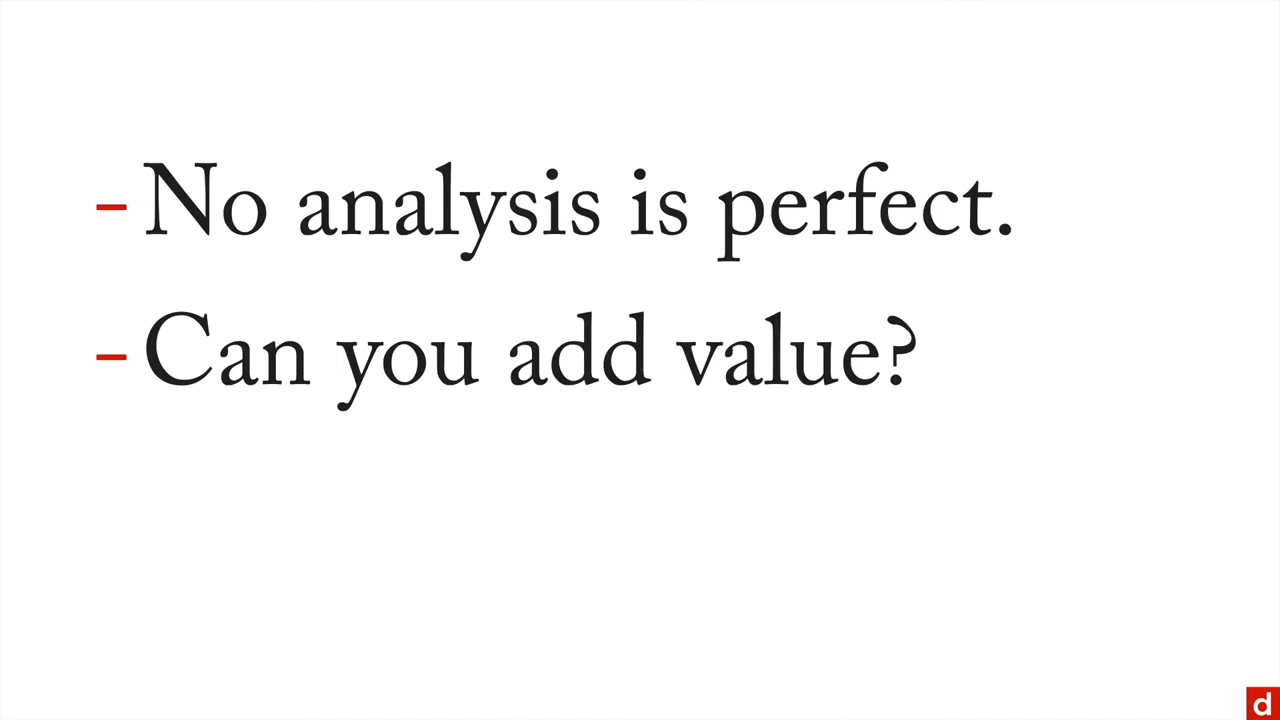 - No analysis is perfect.
- Can you add value?
d